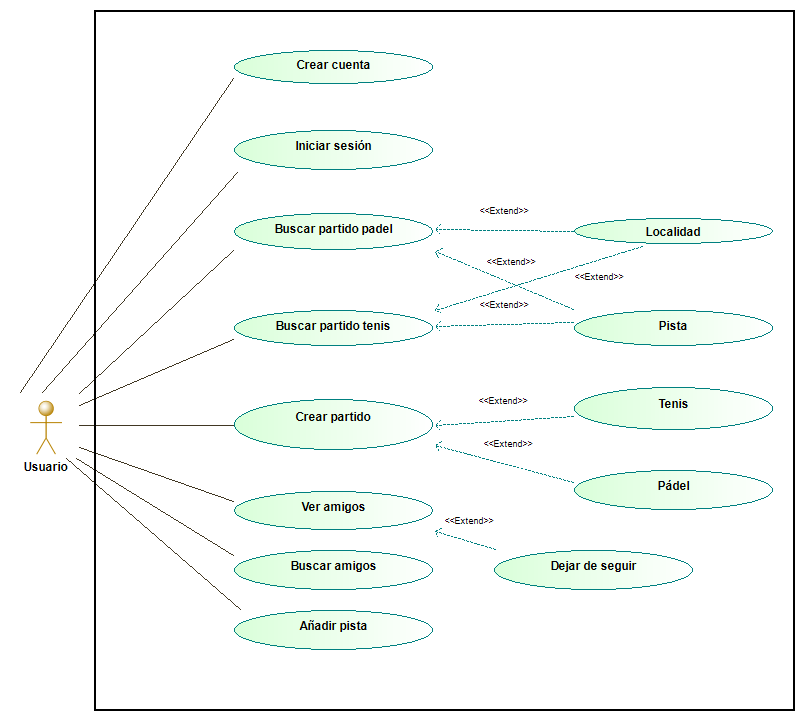 Crear cuenta
Iniciar sesión
<<Extend>>
Buscar partido padel
Localidad
<<Extend>>
<<Extend>>
<<Extend>>
Buscar partido tenis
Pista
<<Extend>>
Tenis
Crear partido
<<Extend>>
Usuario
Pádel
Ver amigos
<<Extend>>
Buscar amigos
Dejar de seguir
Añadir pista